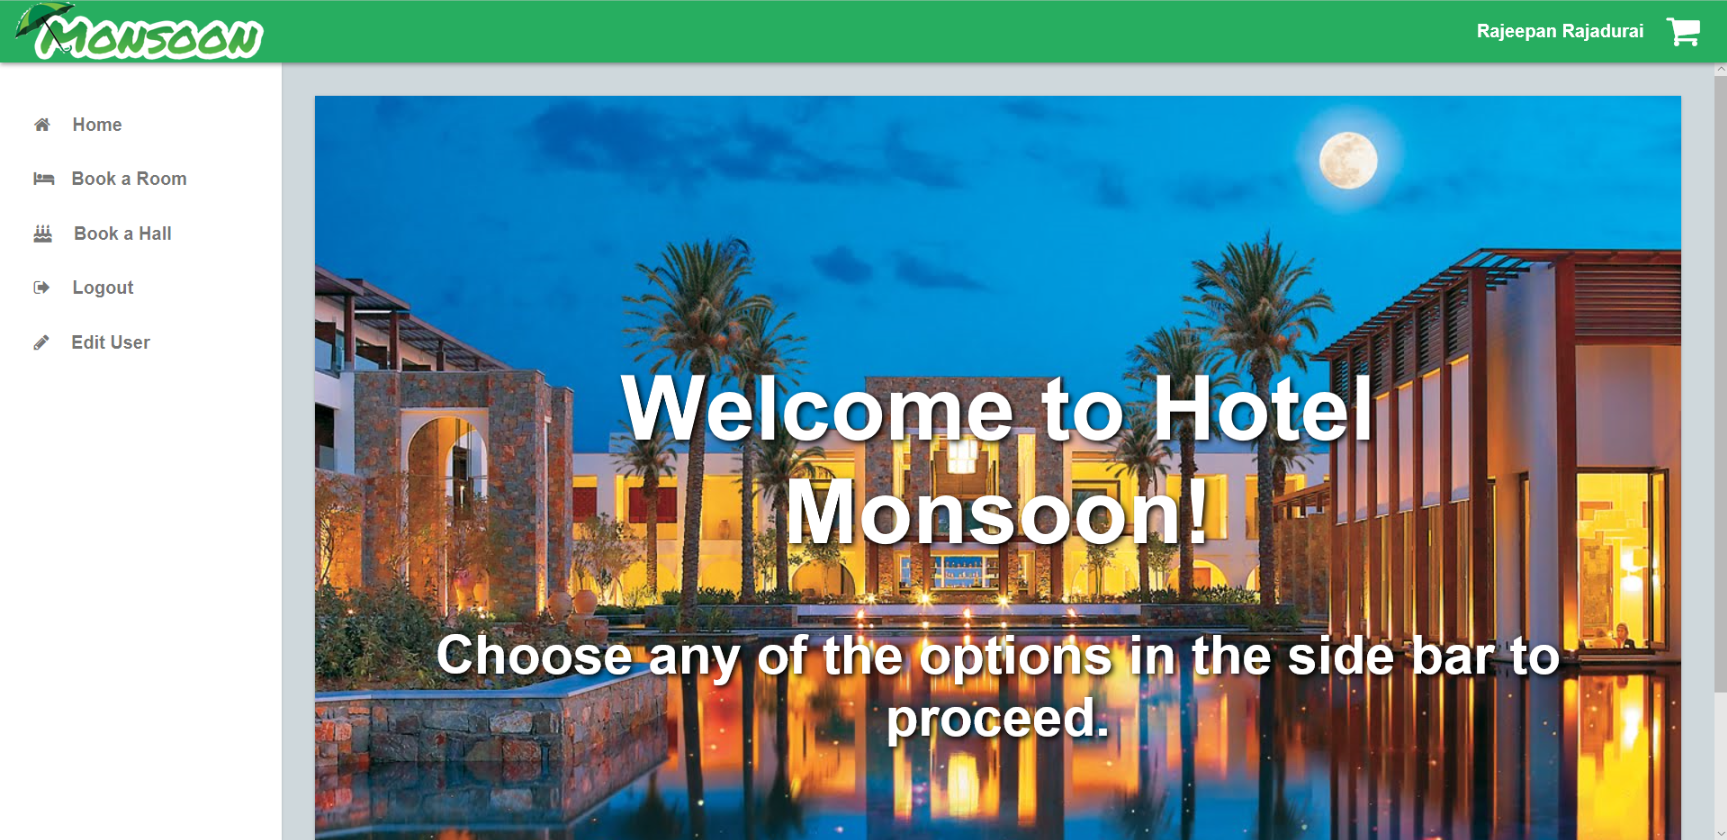 Monsoon
Rajeepan Rajadurai
Home
Book a Room
Book a Hall
Logout
Edit User
Welcome to Hotel
Monsoon!
Choose any of the options in the side bar to
proceed.